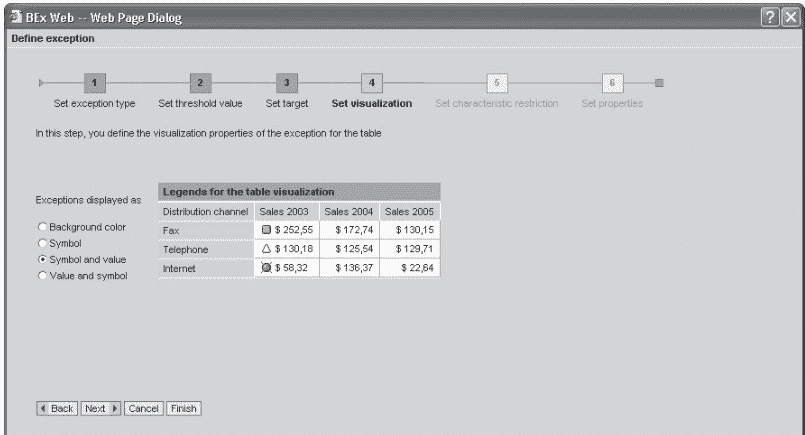 BEx Web -- Web Page Dialog
Define exception
1 2 3 4 5 6
Set exception type Set threshold value Set target Set visualization Set characteristic restriction Set properties
In this step, you define the visualization properties of the exception for the table
Exceptions displayed as
Background color
Symbol
Symbol and value
Value and symbol
Legends for the table visualization
Distribution channel Sales 2003 Sales 2004 Sales 2005
Fax $ 252,55 $ 172,74 $ 130,15
Telephone $ 130,18 $ 125,54 $ 129,71
Internet $ 58,32 $ 136,37 $ 22,64
Back Next Cancel Finish